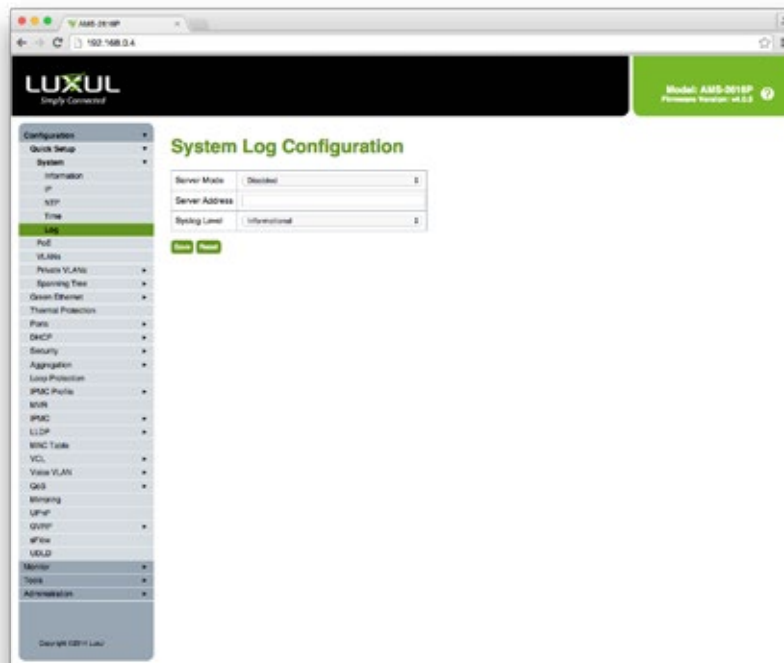 AMS-2616P
192.168.0.4
LUXUL
Simply Connected
Model: AMS-2616P
Configuration
Quick Setup
System
Information
IP
NTP
Time
Log
PoE
VLANs
Private VLANs
Spanning Tree
Green Ethernet
Thermal Protection
Ports
DHCP
Security
Aggregation
Loop Protection
IPMC Profile
MVR
IPMC
LLDP
MAC Table
VCL
Voice VLAN
QoS
Mirroring
UPnP
GVRP
sFlow
UDLD
Monitor
Tools
Administration
System Log Configuration
Server Mode Disabled
Server Address
Syslog Level Informational
Save Reset